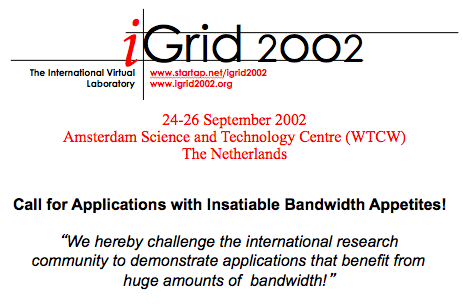 iGrid 2002
The International Virtual Laboratory
www.startap.net/igrid2002
www.igrid2002.org
24-26 September 2002
Amsterdam Science and Technology Centre (WTCW)
The Netherlands
Call for Applications with Insatiable Bandwidth Appetites!
“We hereby challenge the international research
community to demonstrate applications that benefit from
huge amounts of bandwidth!”